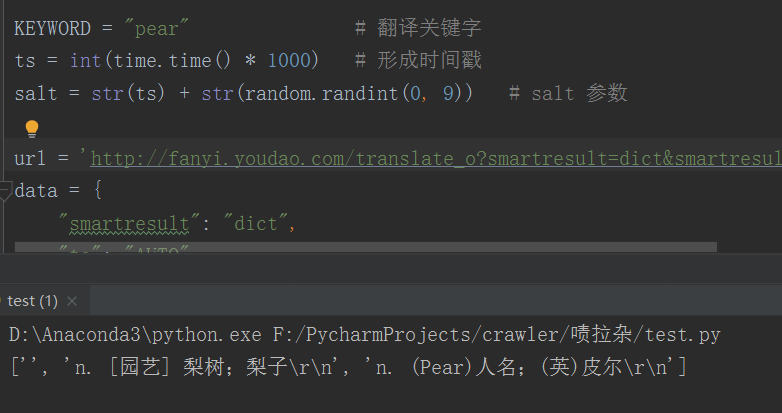 KEYWORD = "pear" # 翻译关键字
ts = int(time.time() * 1000) # 形成时间戳
salt = str(ts) + str(random.randint(0, 9)) # salt 参数
url = 'http://fanyi.youdao.com/translate_o?smartresult=dict&smartresul
data = {
"smartresult": "dict",
test (1) ×
D:\Anaconda3\python.exe F:/PycharmProjects/crawler/啧拉杂/test.py
['', 'n. [园艺] 梨树；梨子\r\n', 'n. (Pear)人名；(英)皮尔\r\n']